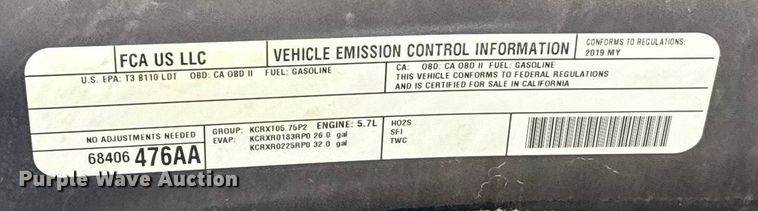 FCA US LLC
VEHICLE EMISSION CONTROL INFORMATION
CONFORMS TO REGULATIONS:
2019 MY
U.S. EPA: T3 B110 LDT OBD: CA OBD II FUEL: GASOLINE
CA: OBD: CA OBD II FUEL: GASOLINE
THIS VEHICLE CONFORMS TO FEDERAL REGULATIONS
AND IS CERTIFIED FOR SALE IN CALIFORNIA
NO ADJUSTMENTS NEEDED
68406 476AA
GROUP: KCRXT05.75P2 ENGINE: 5.7L
EVAP: KCRXR0183RP0 26.0 gal
KCRXR0225RP0 32.0 gal
HO2S
SFI
TWC
Purple Wave Auction